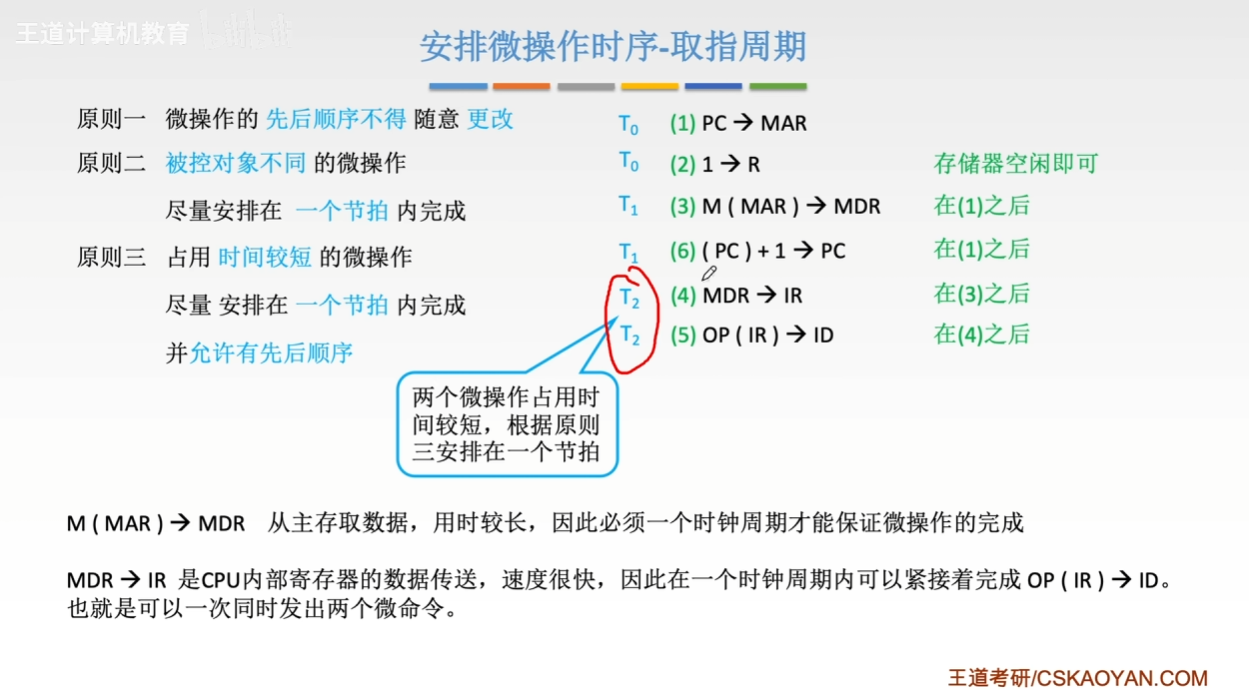 王道计算机教育
安排微操作时序-取指周期
原则一 微操作的 先后顺序不得 随意 更改
原则二 被控对象不同 的微操作
尽量安排在 一个节拍 内完成
原则三 占用 时间较短 的微操作
尽量 安排在 一个节拍 内完成
并允许有先后顺序
T0 (1) PC → MAR
T0 (2) 1 → R 存储器空闲即可
T1 (3) M ( MAR ) → MDR 在(1)之后
T1 (6) ( PC ) + 1 → PC 在(1)之后
T2 (4) MDR → IR 在(3)之后
T2 (5) OP ( IR ) → ID 在(4)之后
两个微操作占用时
间较短，根据原则
三安排在一个节拍
M ( MAR ) → MDR 从主存取数据，用时较长，因此必须一个时钟周期才能保证微操作的完成
MDR → IR 是CPU内部寄存器的数据传送，速度很快，因此在一个时钟周期内可以紧接着完成 OP ( IR ) → ID。
也就是可以一次同时发出两个微命令。
王道考研/CSKAOYAN.COM